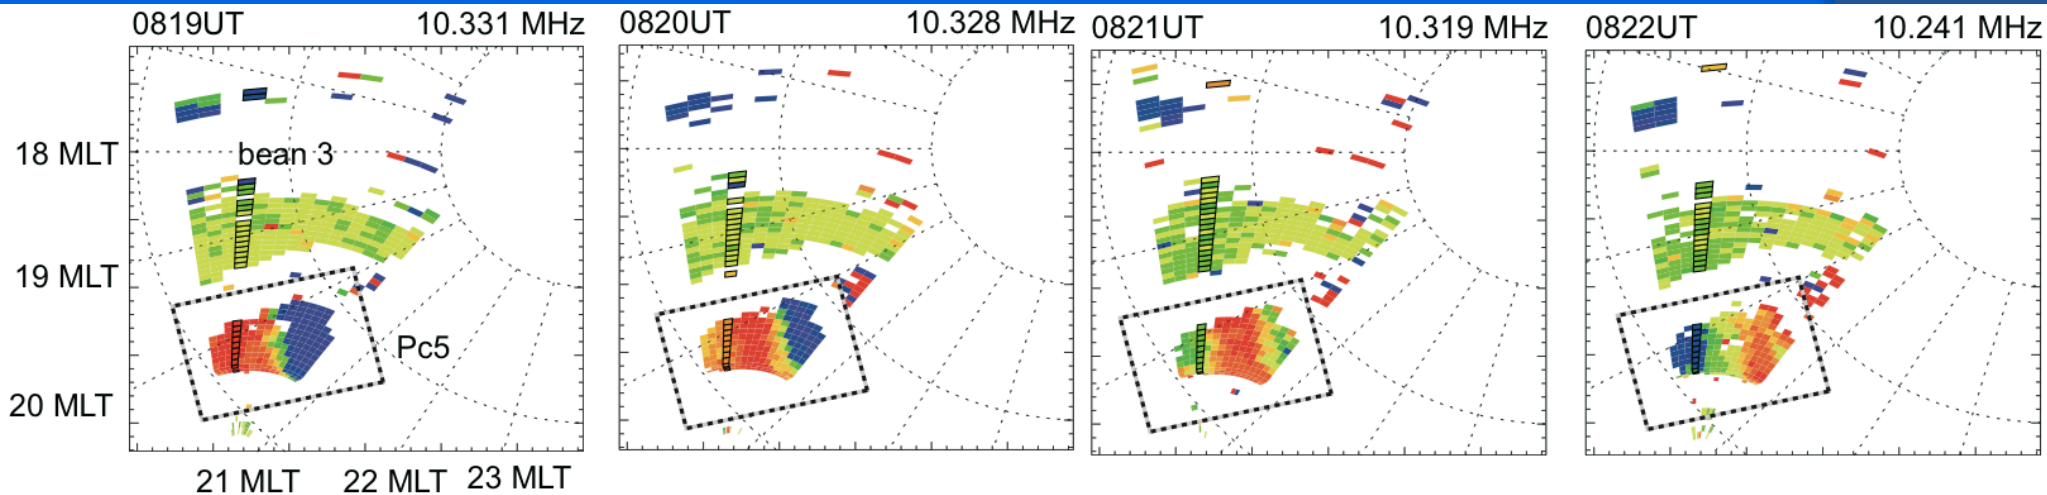 0819UT 10.331 MHz 0820UT 10.328 MHz 0821UT 10.319 MHz 0822UT 10.241 MHz
18 MLT bean 3
19 MLT
Pc5
20 MLT
21 MLT 22 MLT 23 MLT